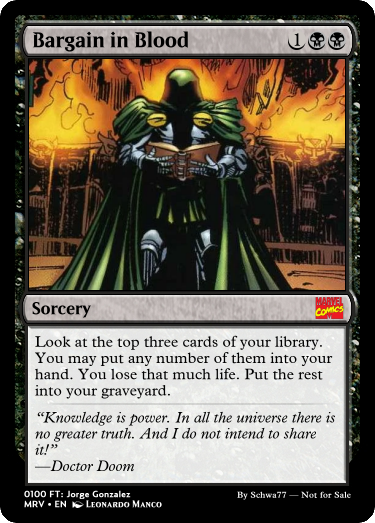 Bargain in Blood 1
Sorcery
MARVEL
COMICS
Look at the top three cards of your library.
You may put any number of them into your
hand. You lose that much life. Put the rest
into your graveyard.
“Knowledge is power. In all the universe there is
no greater truth. And I do not intend to share
it!”
—Doctor Doom
0100 FT: Jorge Gonzalez
MRV • EN Leonardo Manco
By Schwa77 — Not for Sale